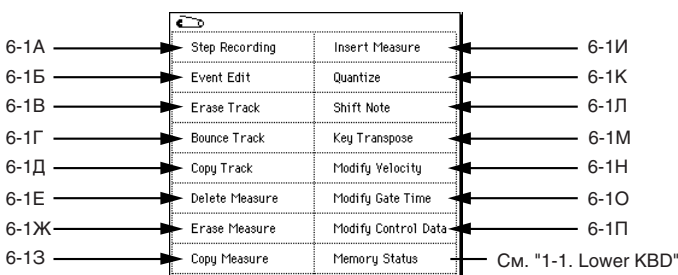 6-1А Step Recording Insert Measure 6-1И
6-1Б Event Edit Quantize 6-1К
6-1В Erase Track Shift Note 6-1Л
6-1Г Bounce Track Key Transpose 6-1М
6-1Д Copy Track Modify Velocity 6-1Н
6-1Е Delete Measure Modify Gate Time 6-1О
6-1Ж Erase Measure Modify Control Data 6-1П
6-1З Copy Measure Memory Status См. "1-1. Lower KBD"